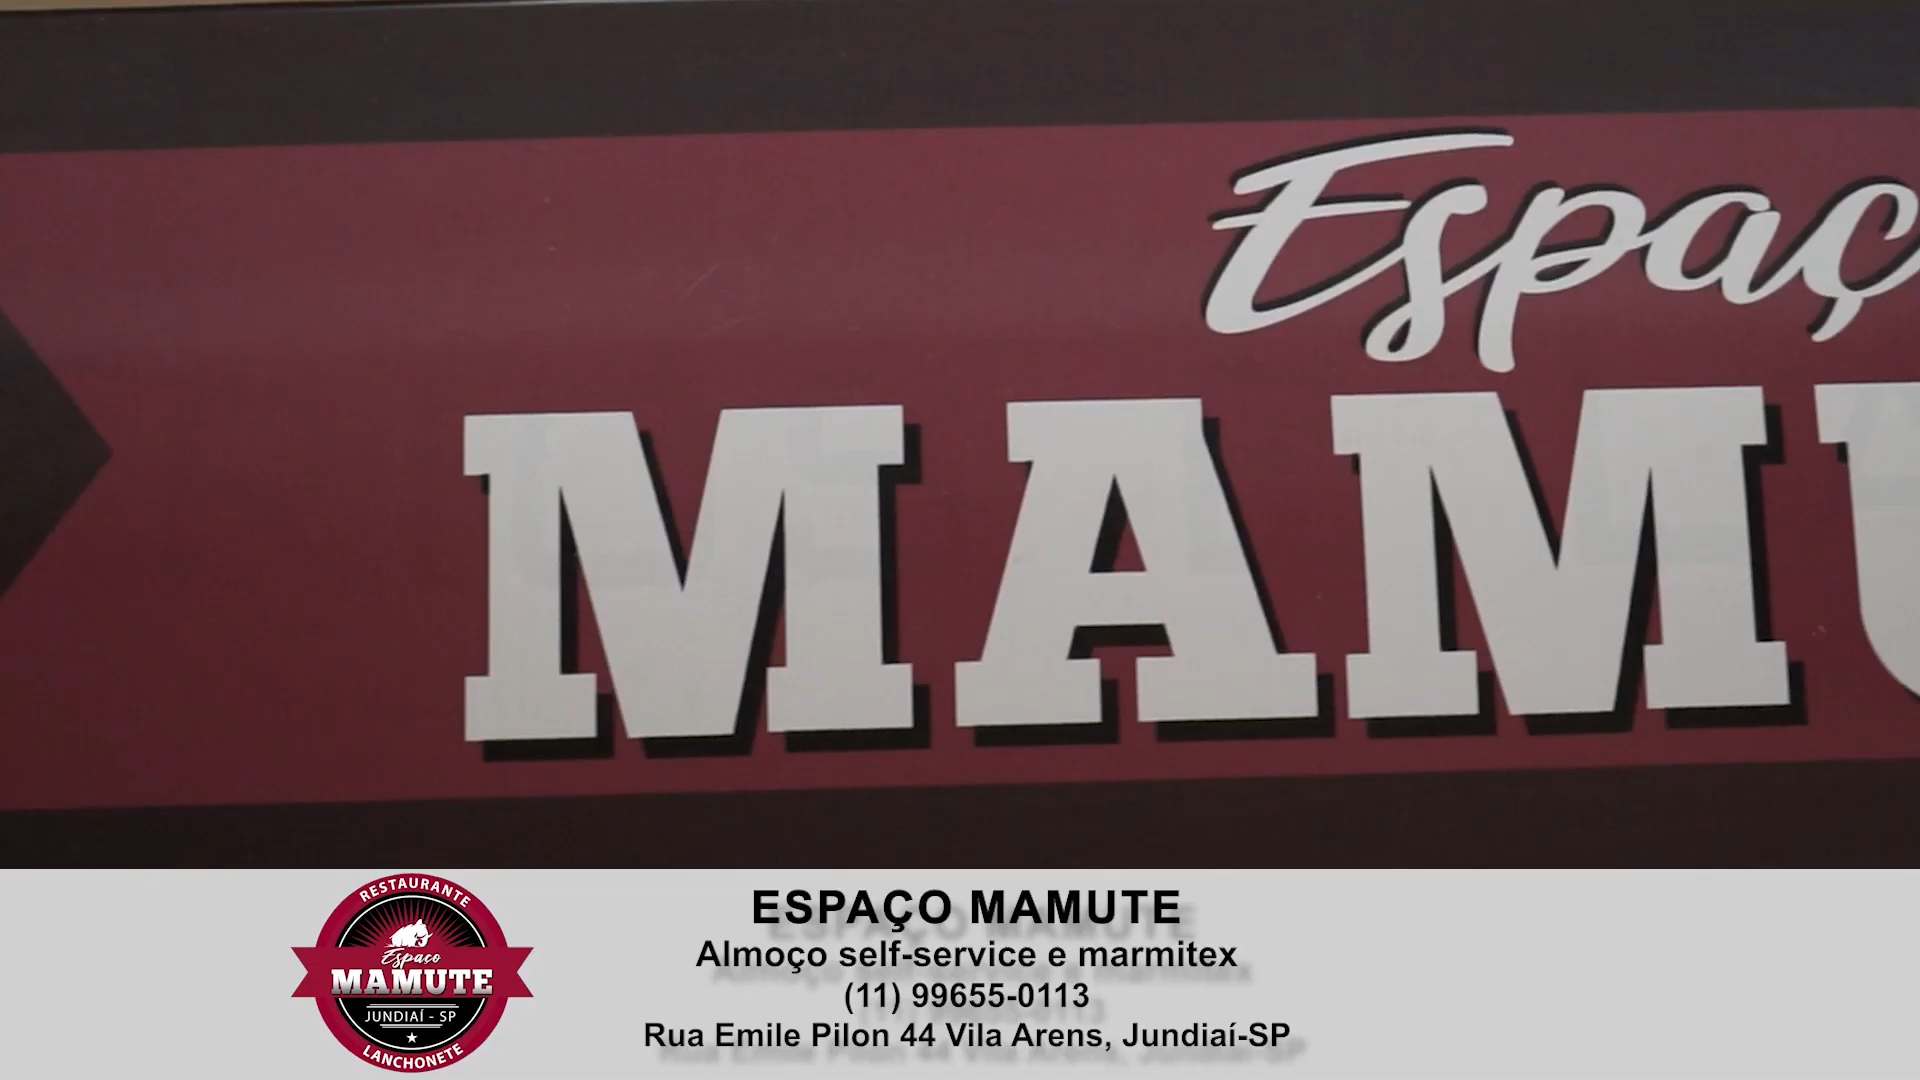 Espaç
MAMU
RESTAURANTE
Espaço
MAMUTE
JUNDIAÍ - SP
LANCHONETE
ESPAÇO MAMUTE
Almoço self-service e marmitex
(11) 99655-0113
Rua Emile Pilon 44 Vila Arens, Jundiaí-SP